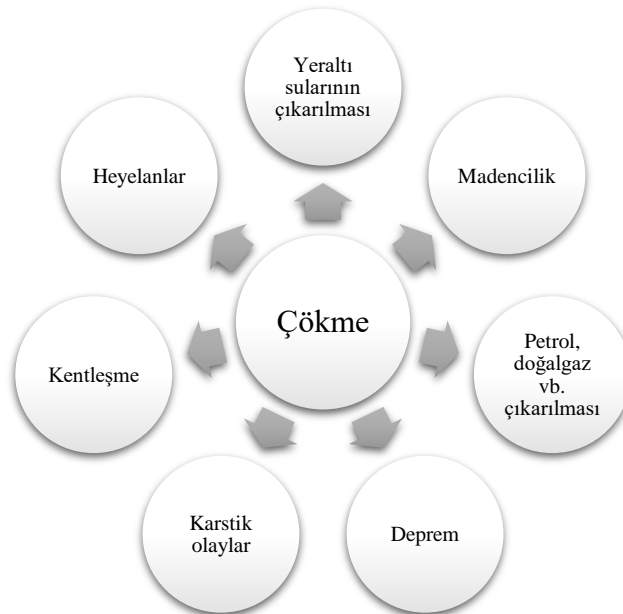 Yeraltı
sularının
çıkarılması
Madencilik
Petrol,
doğalgaz
vb.
çıkarılması
Deprem
Karstik
olaylar
Kentleşme
Heyelanlar
Çökme